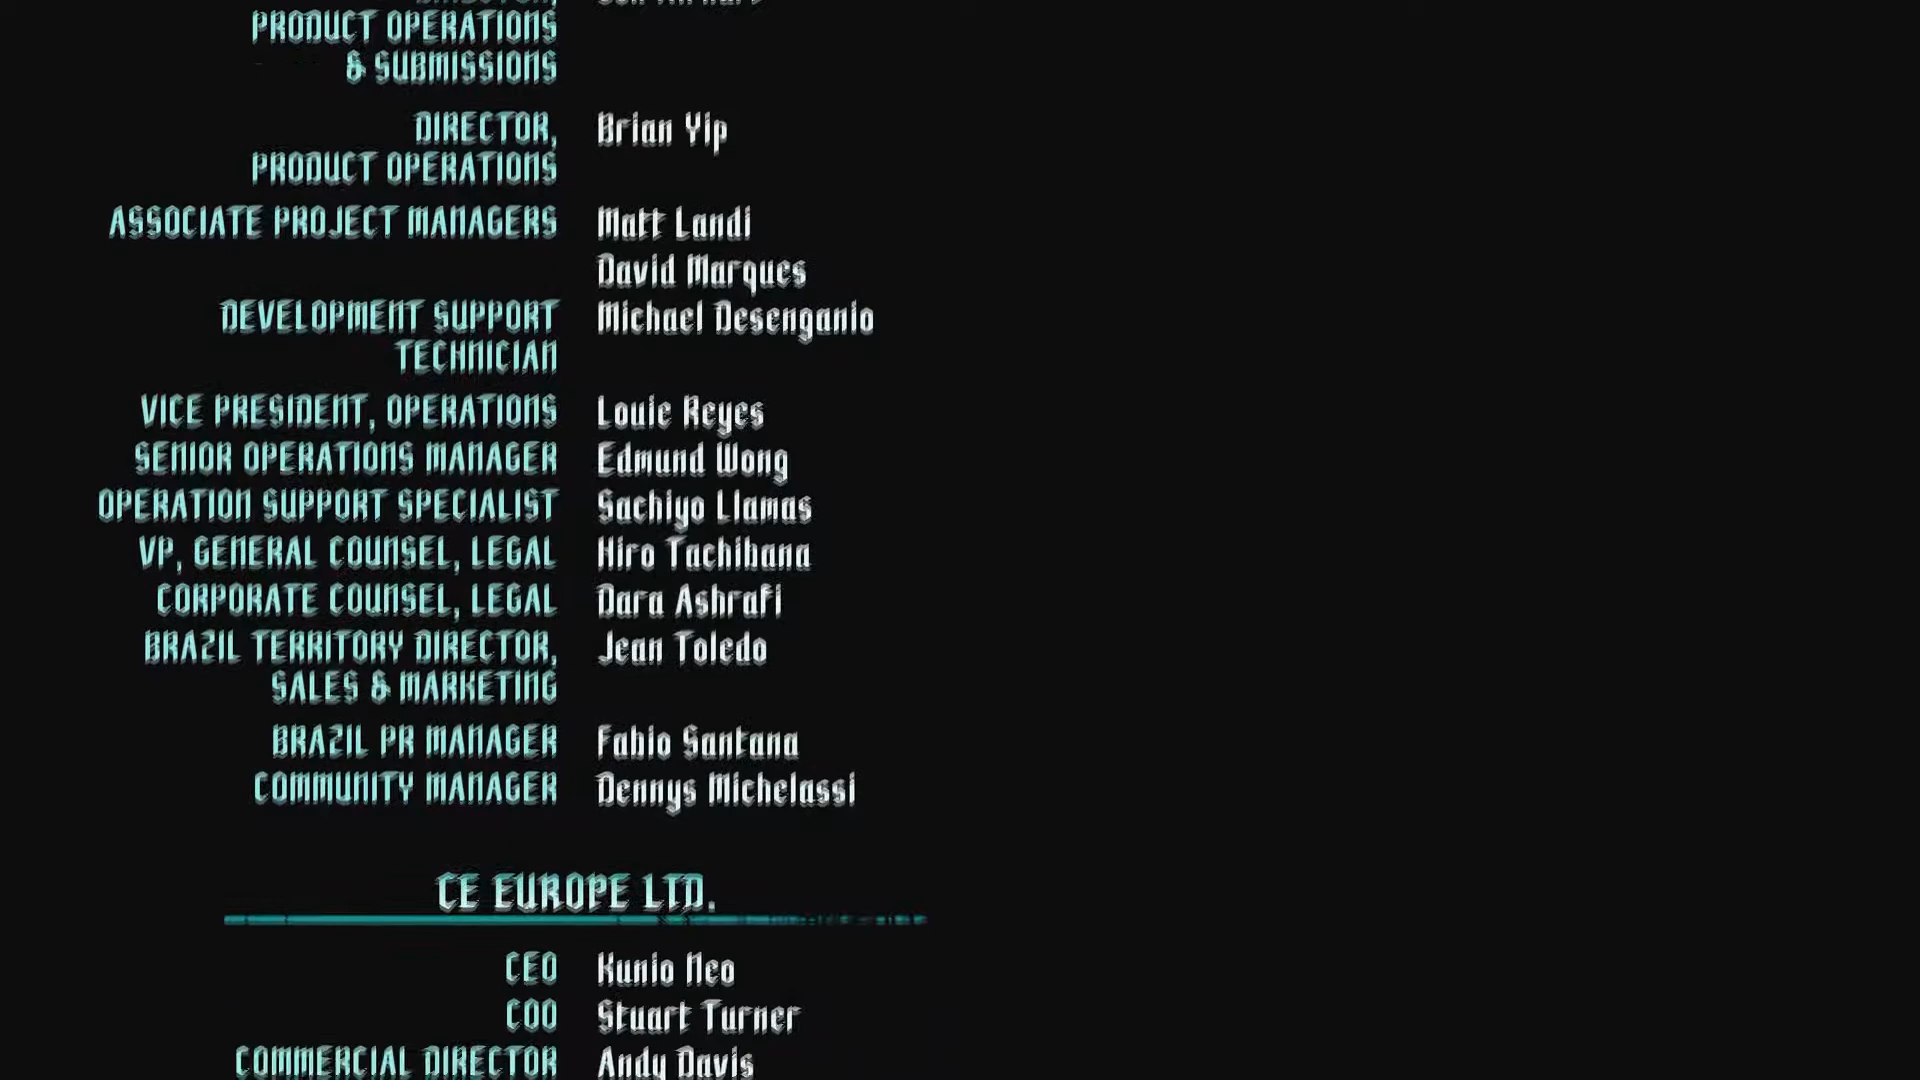 PRODUCT OPERATIONS
& SUBMISSIONS
DIRECTOR, Brian Yip
PRODUCT OPERATIONS
ASSOCIATE PROJECT MANAGERS Matt Landi
David Marques
DEVELOPMENT SUPPORT Michael Desenganio
TECHNICIAN
VICE PRESIDENT, OPERATIONS Louie Reyes
SENIOR OPERATIONS MANAGER Edmund Wong
OPERATION SUPPORT SPECIALIST Sachiyo Llamas
VP, GENERAL COUNSEL, LEGAL Hiro Tachibana
CORPORATE COUNSEL, LEGAL Dara Ashrafi
BRAZIL TERRITORY DIRECTOR, Jean Toledo
SALES & MARKETING
BRAZIL PR MANAGER Fabio Santana
COMMUNITY MANAGER Dennys Michelassi
CE EUROPE LTD.
CEO Kunio Neo
COO Stuart Turner
COMMERCIAL DIRECTOR Andy Davis